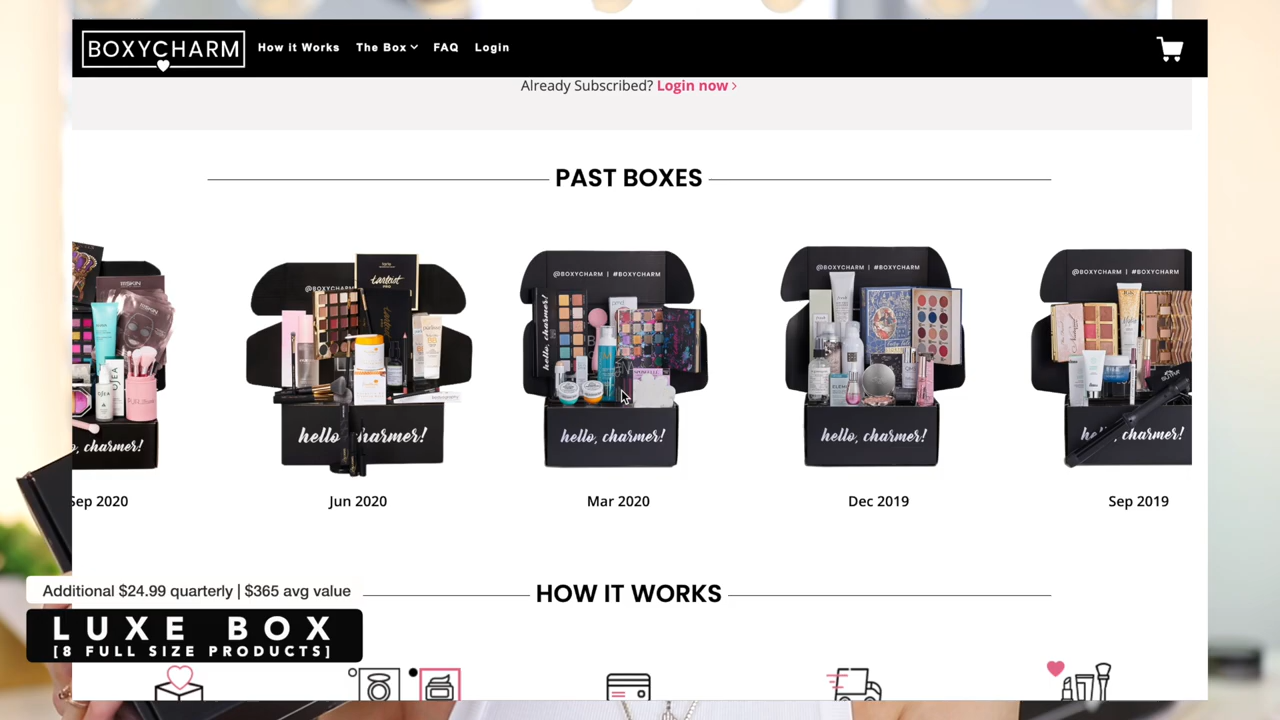 BOXYCHARM
How it Works
The Box
FAQ
Login
Already Subscribed? Login now
PAST BOXES
@BOXYCHARM | #BOXYCHARM
@BOXYCHARM | #BOXYCHARM
@BOXYCHARM | #BOXYCHARM
hello, charmer!
hello, charmer!
hello, charmer!
hello, charmer!
hello, charmer!
Sep 2020
Jun 2020
Mar 2020
Dec 2019
Sep 2019
HOW IT WORKS
Additional $24.99 quarterly | $365 avg value
LUXE BOX
[8 FULL SIZE PRODUCTS]